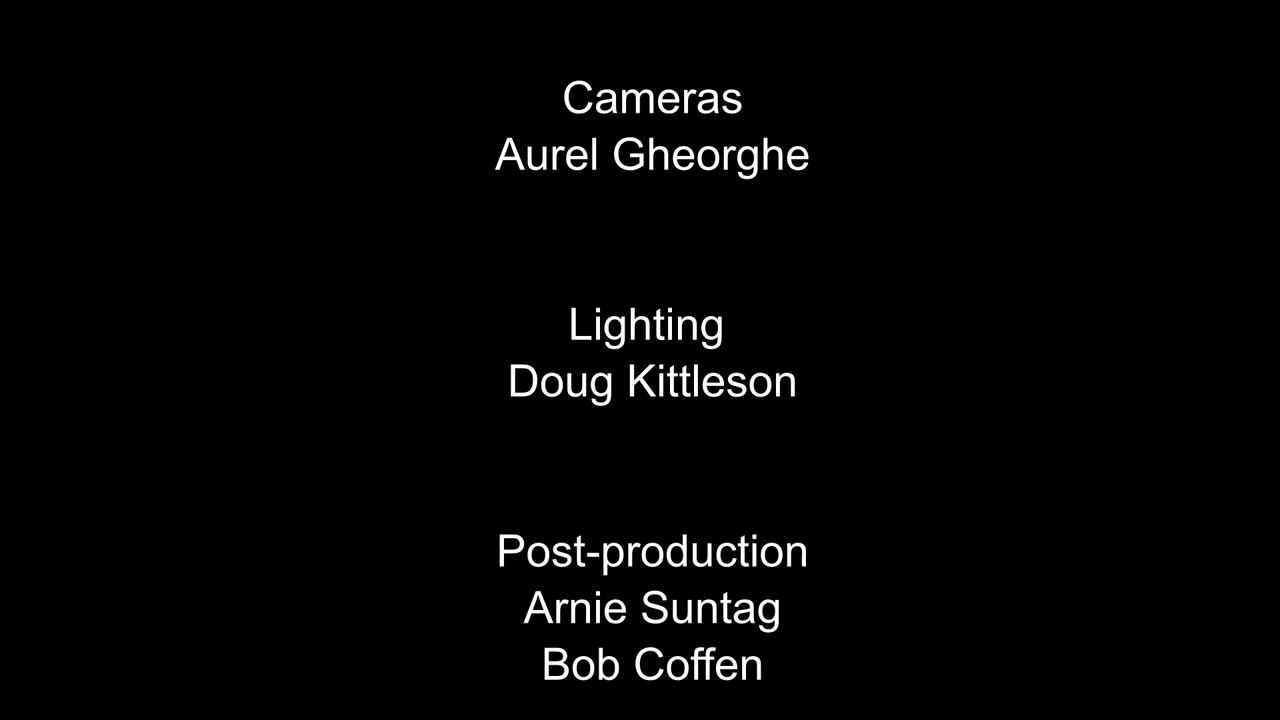 Cameras
Aurel Gheorghe
Lighting
Doug Kittleson
Post-production
Arnie Suntag
Bob Coffen